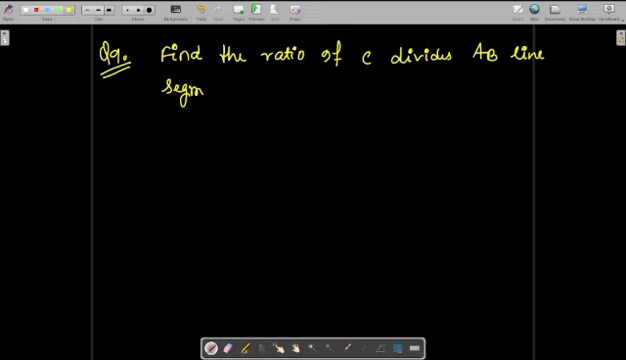 Q9. Find the ratio of C divides AB line
segm